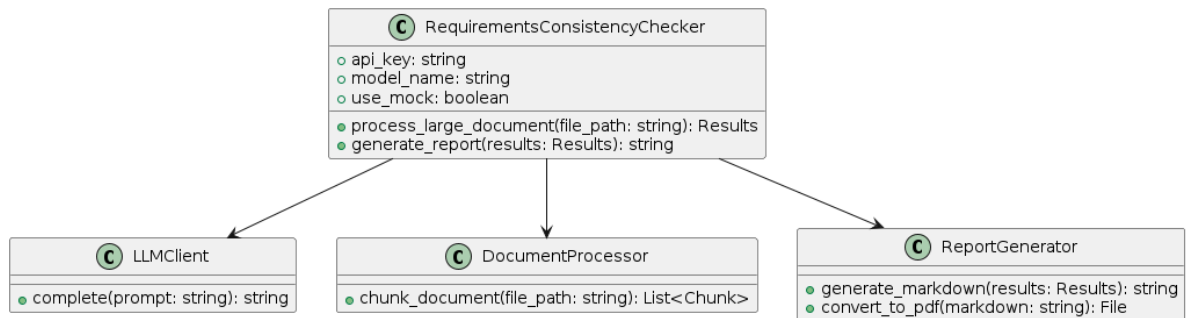 C RequirementsConsistencyChecker
api_key: string
model_name: string
use_mock: boolean
process_large_document(file_path: string): Results
generate_report(results: Results): string
C LLMClient
complete(prompt: string): string
C DocumentProcessor
chunk_document(file_path: string): List<Chunk>
C ReportGenerator
generate_markdown(results: Results): string
convert_to_pdf(markdown: string): File